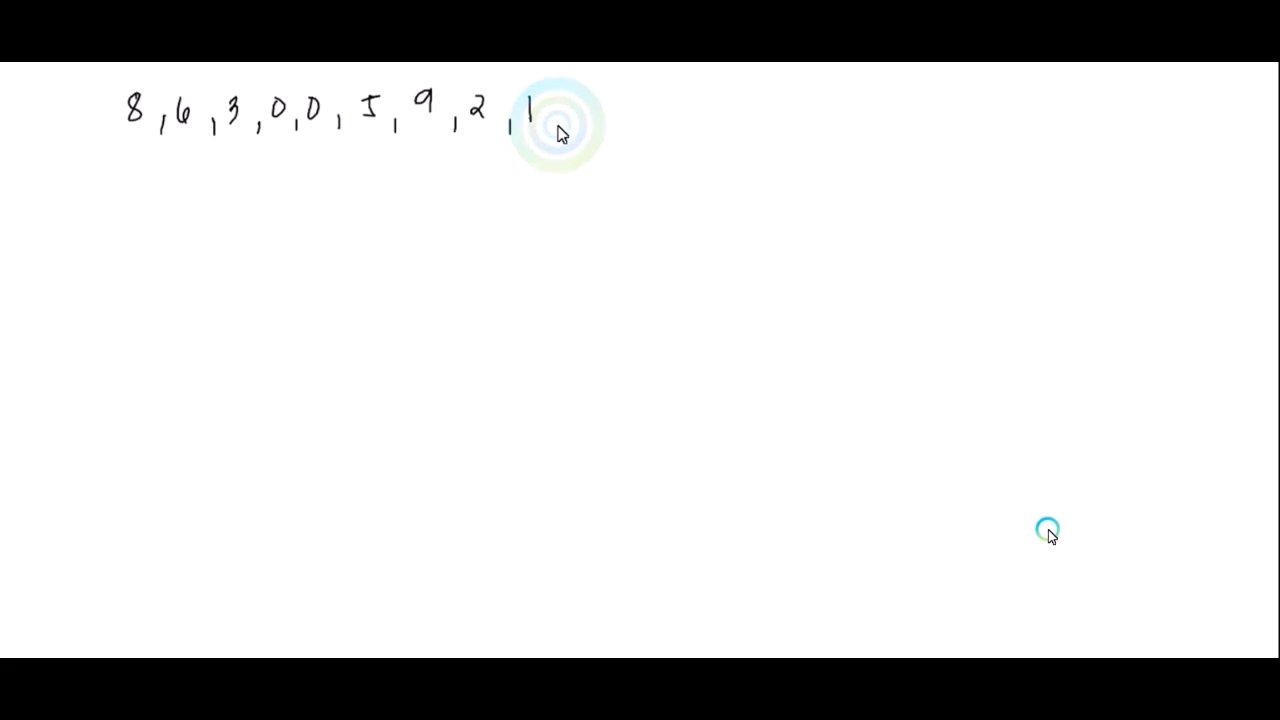 8, 6, 3, 0, 0, 5, 9, 2, 1